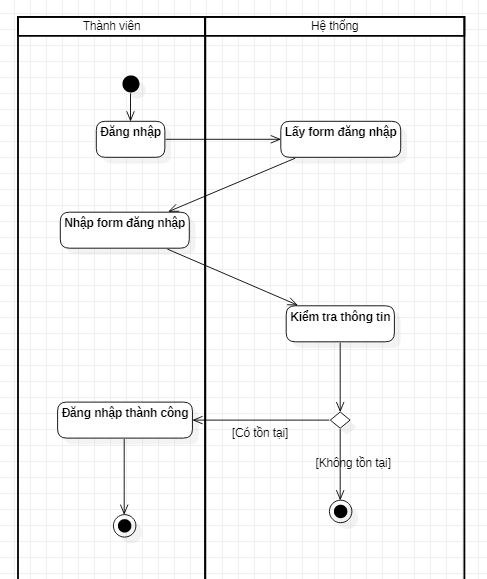 Thành viên
Hệ thống
Đăng nhập
Lấy form đăng nhập
Nhập form đăng nhập
Kiểm tra thông tin
Đăng nhập thành công
[Có tồn tại]
[Không tồn tại]